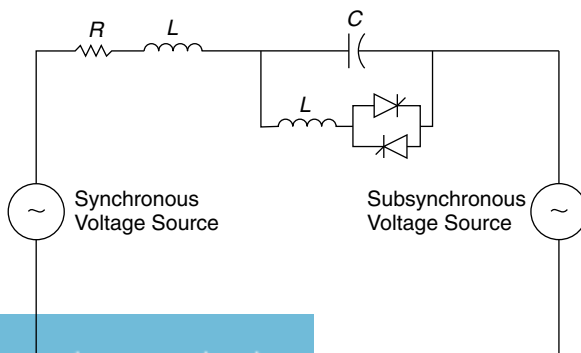 R
L
C
L
Synchronous
Voltage Source
Subsynchronous
Voltage Source